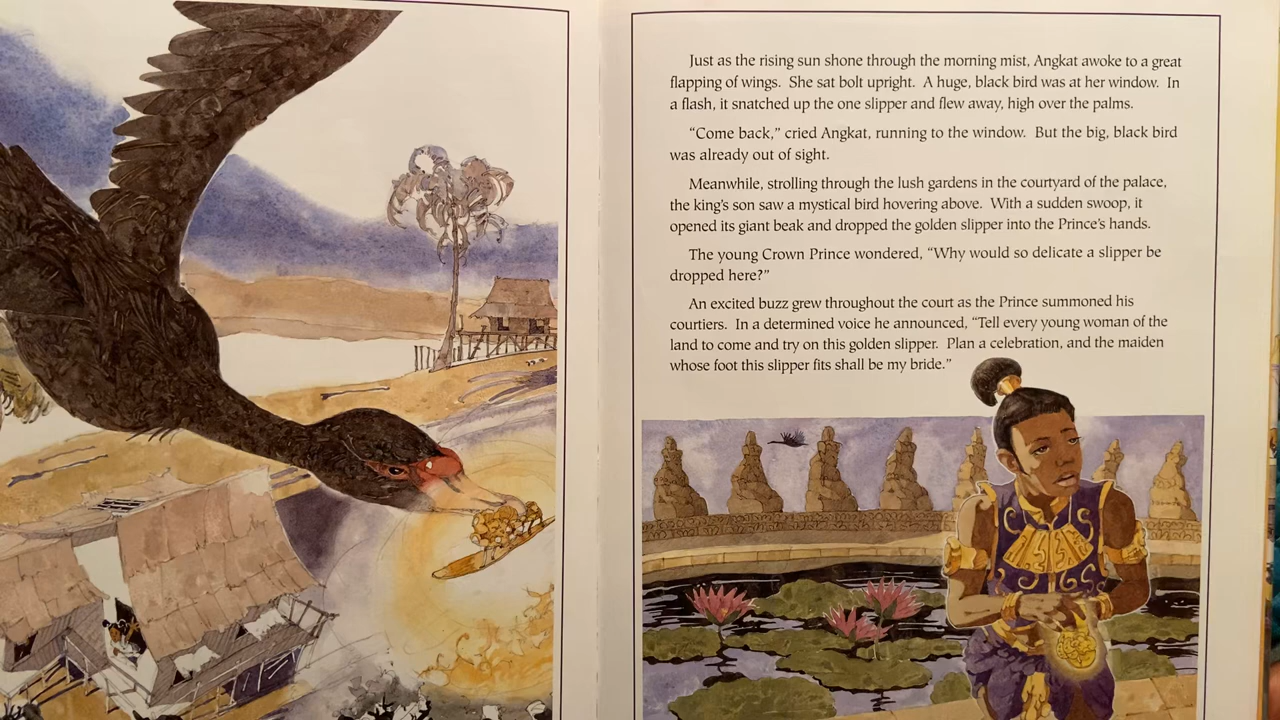 Just as the rising sun shone through the morning mist, Angkat awoke to a great
flapping of wings. She sat bolt upright. A huge, black bird was at her window. In
a flash, it snatched up the one slipper and flew away, high over the palms.
“Come back,” cried Angkat, running to the window. But the big, black bird
was already out of sight.
Meanwhile, strolling through the lush gardens in the courtyard of the palace,
the king’s son saw a mystical bird hovering above. With a sudden swoop, it
opened its giant beak and dropped the golden slipper into the Prince’s hands.
The young Crown Prince wondered, “Why would so delicate a slipper be
dropped here?”
An excited buzz grew throughout the court as the Prince summoned his
courtiers. In a determined voice he announced, “Tell every young woman of the
land to come and try on this golden slipper. Plan a celebration, and the maiden
whose foot this slipper fits shall be my bride.”